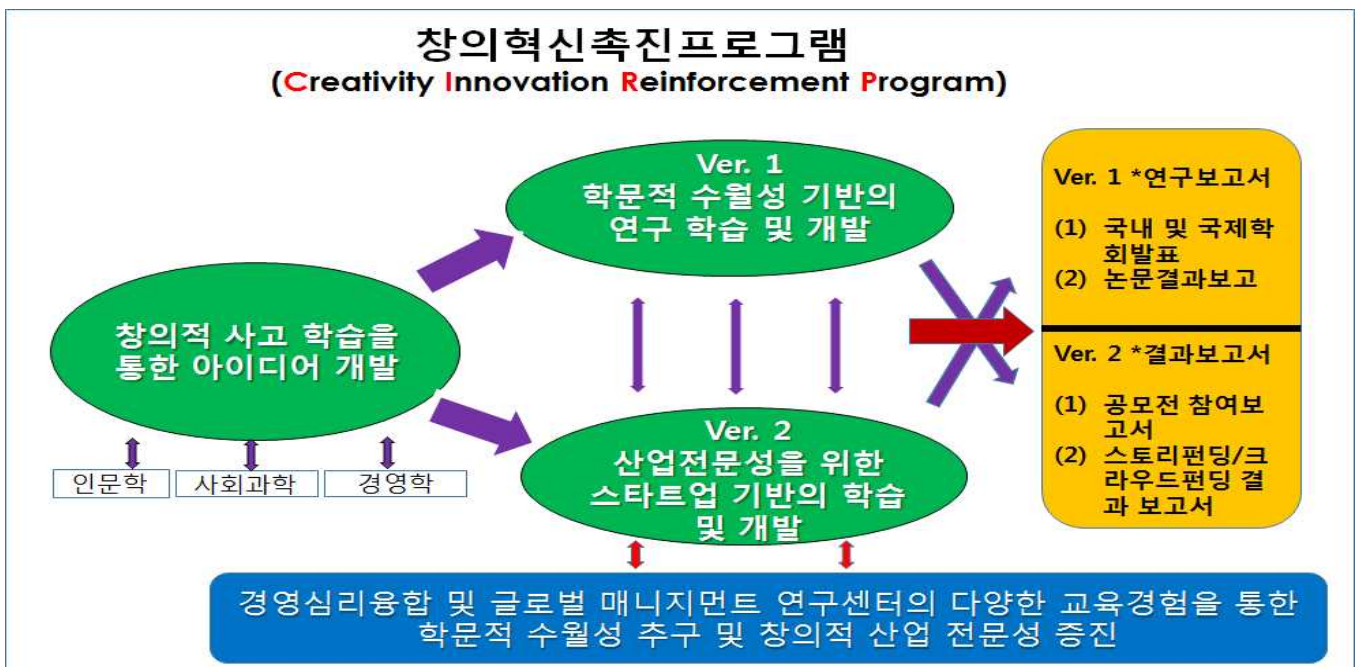 창의혁신촉진프로그램
(Creativity Innovation Reinforcement Program)
Ver. 1
학문적 수월성 기반의
연구 학습 및 개발
창의적 사고 학습을
통한 아이디어 개발
인문학
사회과학
경영학
Ver. 2
산업전문성을 위한
스타트업 기반의 학습
및 개발
Ver. 1 *연구보고서
(1) 국내 및 국제학
회발표
(2) 논문결과보고
Ver. 2 *결과보고서
(1) 공모전 참여보
고서
(2) 스토리펀딩/크
라우드펀딩 결
과 보고서
경영심리융합 및 글로벌 매니지먼트 연구센터의 다양한 교육경험을 통한
학문적 수월성 추구 및 창의적 산업 전문성 증진